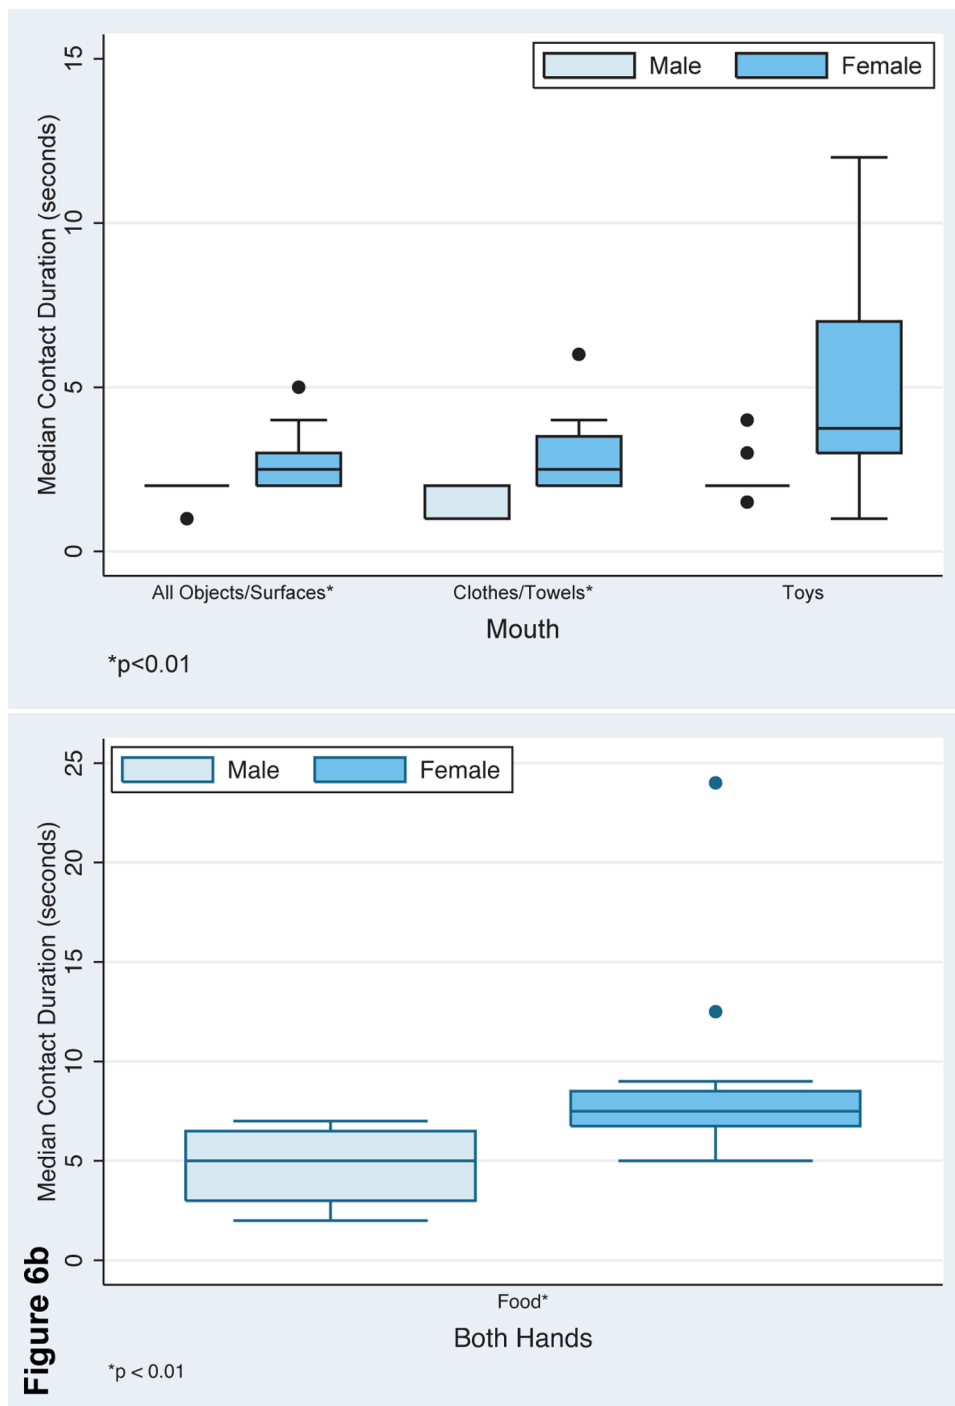 Male Female
Median Contact Duration (seconds)
15
10
5
0
All Objects/Surfaces* Clothes/Towels* Toys
Mouth
*p<0.01
Male Female
Median Contact Duration (seconds)
25
20
15
10
5
0
Food*
Both Hands
*p < 0.01
Figure 6b